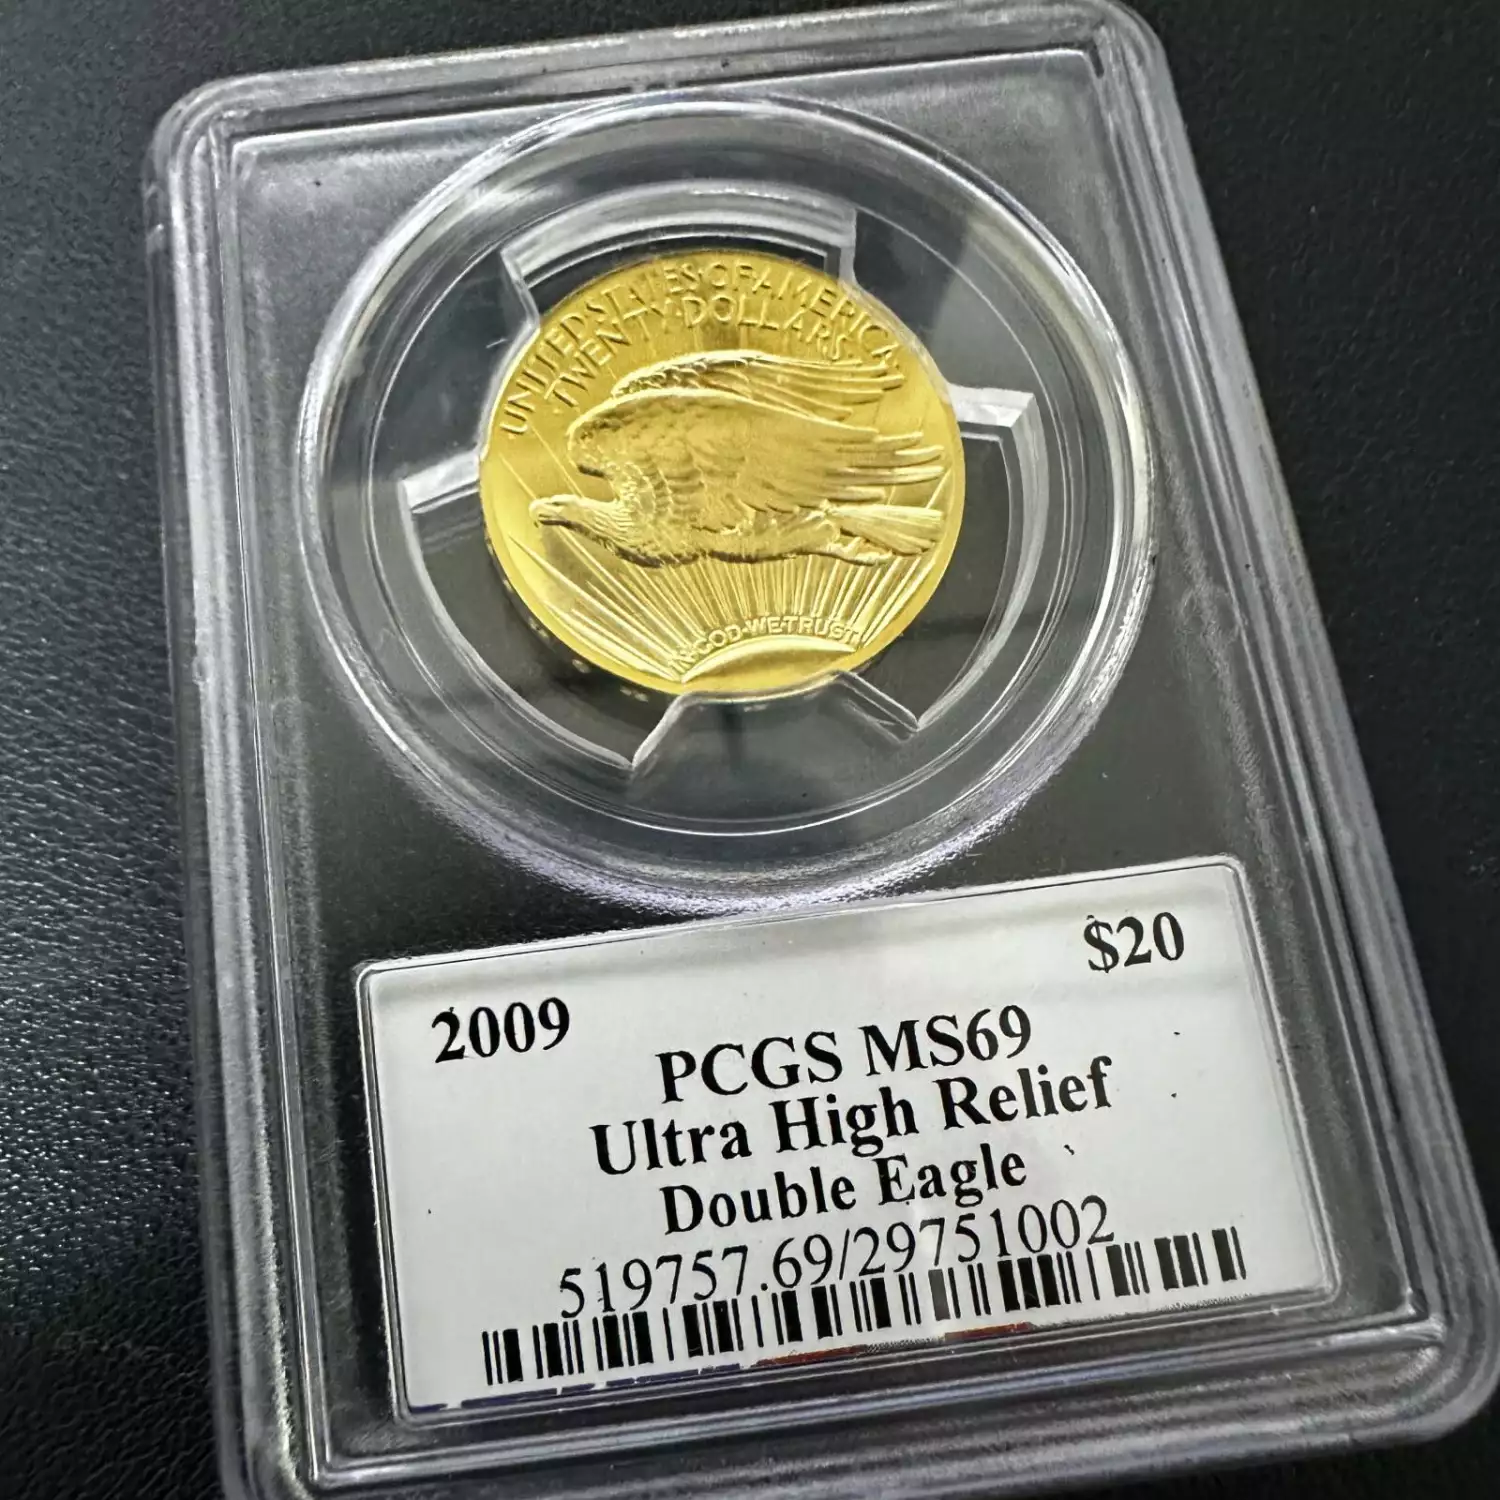 UNITED·STATES·OF·AMERICA
·TWENTY·DOLLARS·
IN·GOD·WE·TRUST·
2009
$20
PCGS MS69
Ultra High Relief
Double Eagle
519757.69/29751002